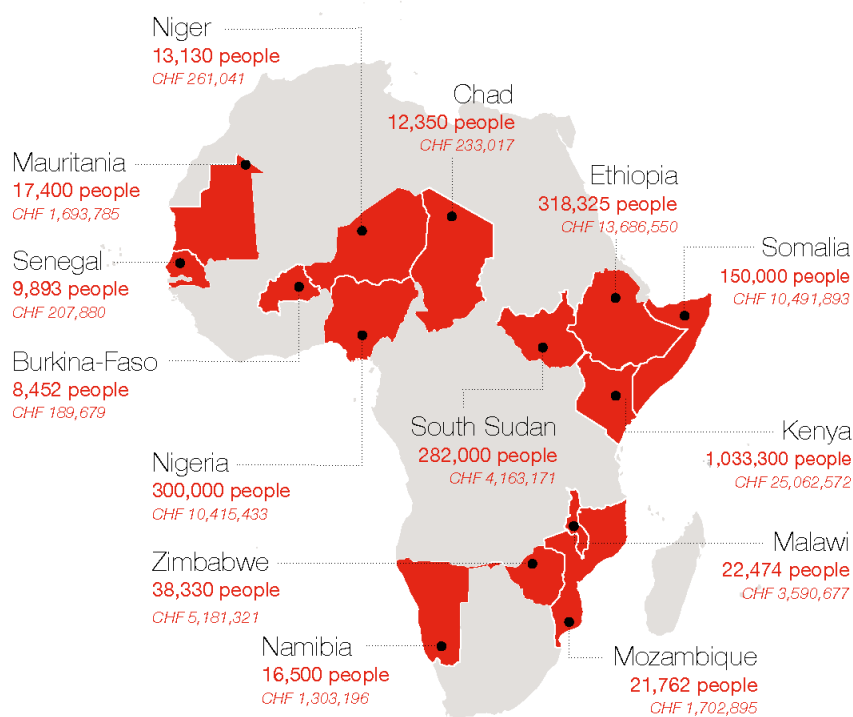 Niger
13,130 people
CHF 261,041
Chad
12,350 people
CHF 233,017
Mauritania
17,400 people
CHF 1,693,785
Ethiopia
318,325 people
CHF 13,686,550
Somalia
150,000 people
CHF 10,491,893
Senegal
9,893 people
CHF 207,880
Burkina-Faso
8,452 people
CHF 189,679
South Sudan
282,000 people
CHF 4,163,171
Kenya
1,033,300 people
CHF 25,062,572
Nigeria
300,000 people
CHF 10,415,433
Malawi
22,474 people
CHF 3,590,677
Zimbabwe
38,330 people
CHF 5,181,321
Namibia
16,500 people
CHF 1,303,196
Mozambique
21,762 people
CHF 1,702,895